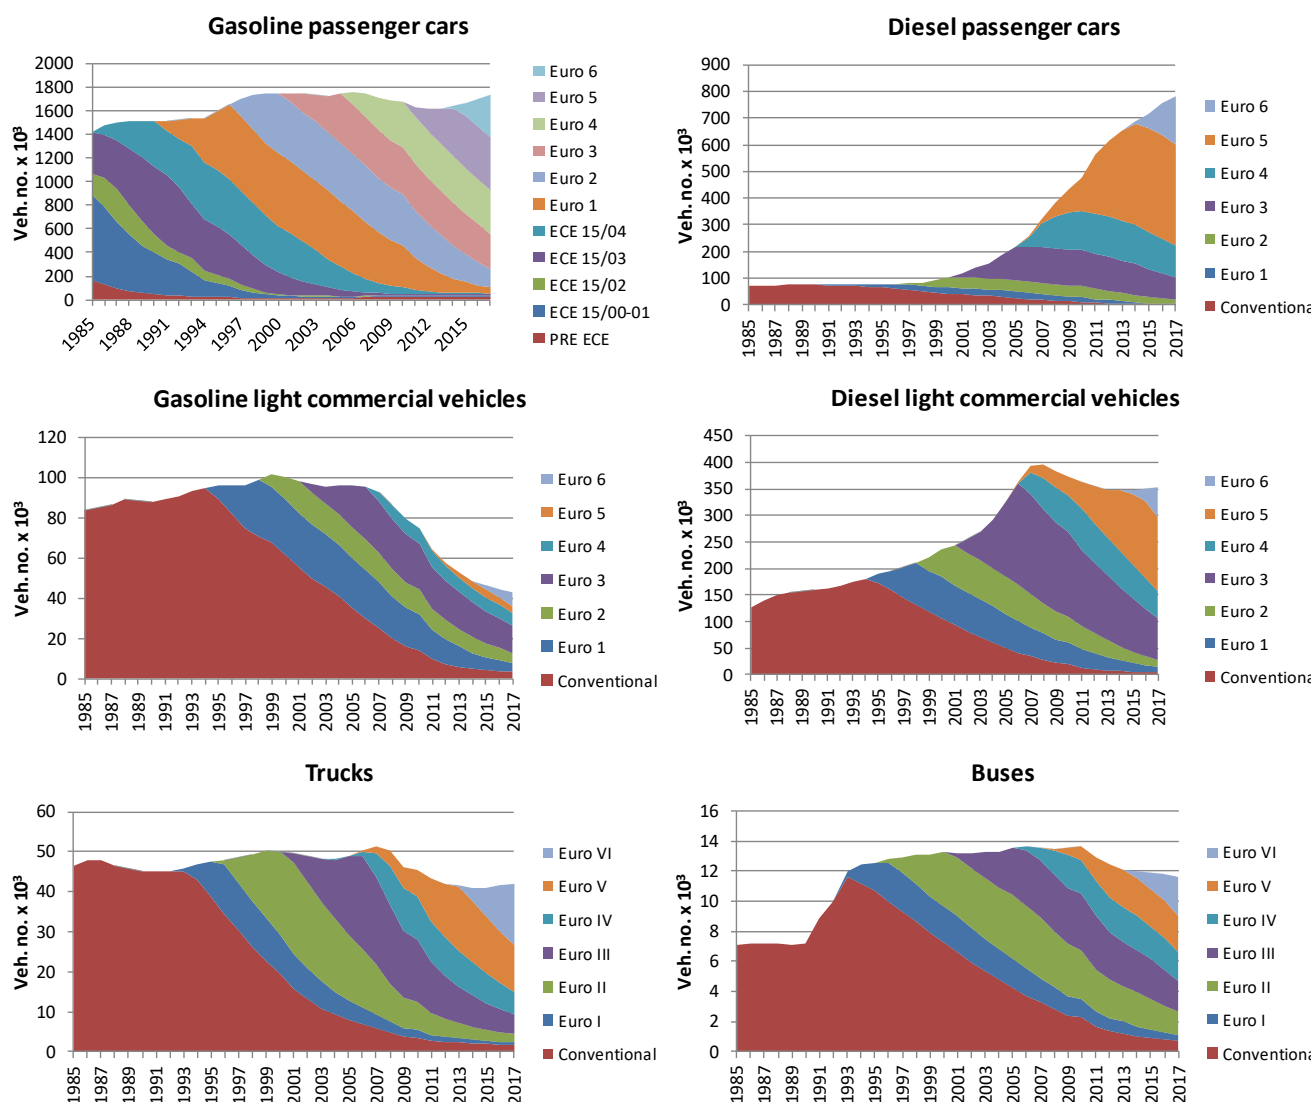 Gasoline passenger cars
Veh. no. x 10³
2000
1800
1600
1400
1200
1000
800
600
400
200
0
1985
1988
1991
1994
1997
2000
2003
2006
2009
2012
2015
Euro 6
Euro 5
Euro 4
Euro 3
Euro 2
Euro 1
ECE 15/04
ECE 15/03
ECE 15/02
ECE 15/00-01
PRE ECE
Diesel passenger cars
Veh. no. x 10³
900
800
700
600
500
400
300
200
100
0
1985
1987
1989
1991
1993
1995
1997
1999
2001
2003
2005
2007
2009
2011
2013
2015
2017
Euro 6
Euro 5
Euro 4
Euro 3
Euro 2
Euro 1
Conventional
Gasoline light commercial vehicles
Veh. no. x 10³
120
100
80
60
40
20
0
1985
1987
1989
1991
1993
1995
1997
1999
2001
2003
2005
2007
2009
2011
2013
2015
2017
Euro 6
Euro 5
Euro 4
Euro 3
Euro 2
Euro 1
Conventional
Diesel light commercial vehicles
Veh. no. x 10³
450
400
350
300
250
200
150
100
50
0
1985
1987
1989
1991
1993
1995
1997
1999
2001
2003
2005
2007
2009
2011
2013
2015
2017
Euro 6
Euro 5
Euro 4
Euro 3
Euro 2
Euro 1
Conventional
Trucks
Veh. no. x 10³
60
50
40
30
20
10
0
1985
1987
1989
1991
1993
1995
1997
1999
2001
2003
2005
2007
2009
2011
2013
2015
2017
Euro VI
Euro V
Euro IV
Euro III
Euro II
Euro I
Conventional
Buses
Veh. no. x 10³
16
14
12
10
8
6
4
2
0
1985
1987
1989
1991
1993
1995
1997
1999
2001
2003
2005
2007
2009
2011
2013
2015
2017
Euro VI
Euro V
Euro IV
Euro III
Euro II
Euro I
Conventional